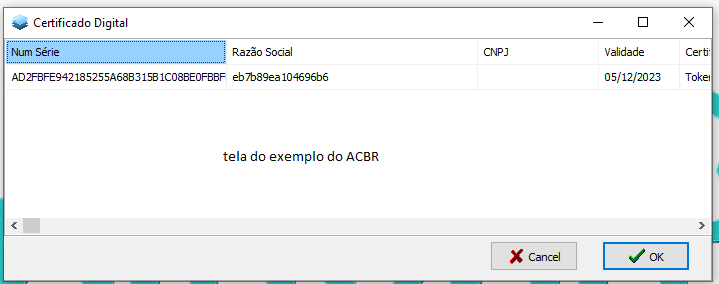 Certificado Digital
Num Série Razão Social CNPJ Validade Certi
AD2FBFE942185255A68B315B1C08BE0FBBF eb7b89ea104696b6 05/12/2023 Toke
tela do exemplo do ACBR
Cancel OK